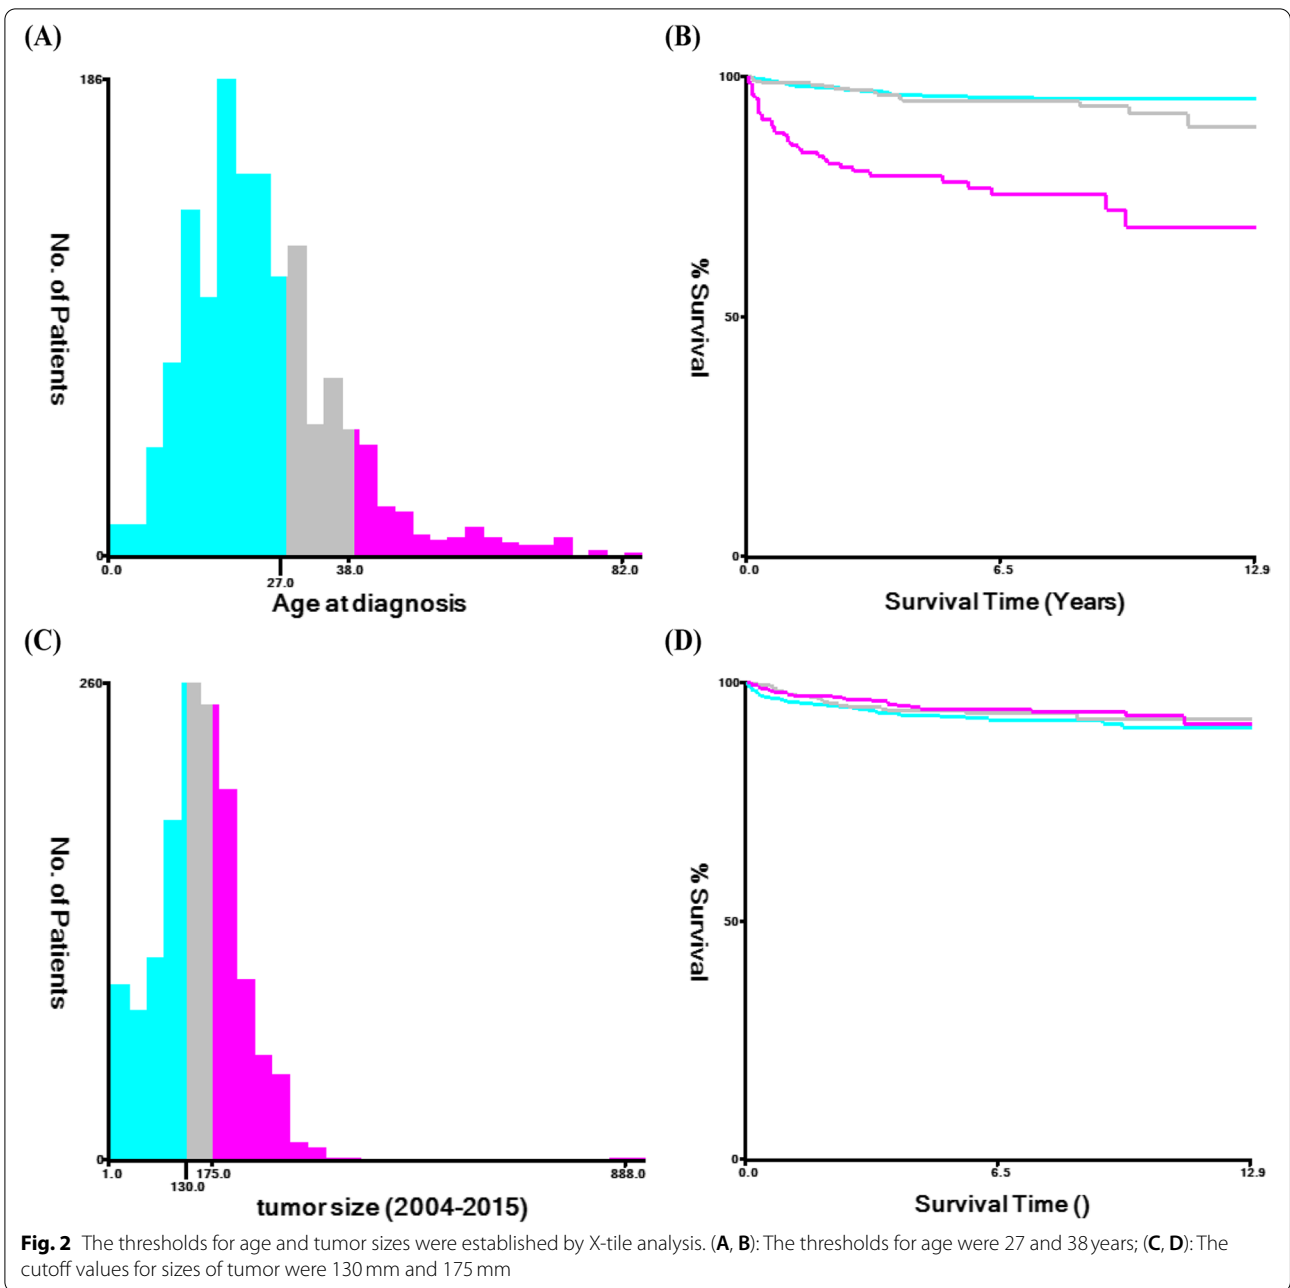 (A)
186
0
0.0
27.0
38.0
82.0
No. of Patients
Age at diagnosis
(B)
100
50
0
0.0
6.5
12.9
% Survival
Survival Time (Years)
(C)
260
0
1.0
130.0
175.0
888.0
No. of Patients
tumor size (2004-2015)
(D)
100
50
0
0.0
6.5
12.9
% Survival
Survival Time ()
Fig. 2 The thresholds for age and tumor sizes were established by X-tile analysis. (A, B): The thresholds for age were 27 and 38 years; (C, D): The
cutoff values for sizes of tumor were 130 mm and 175 mm